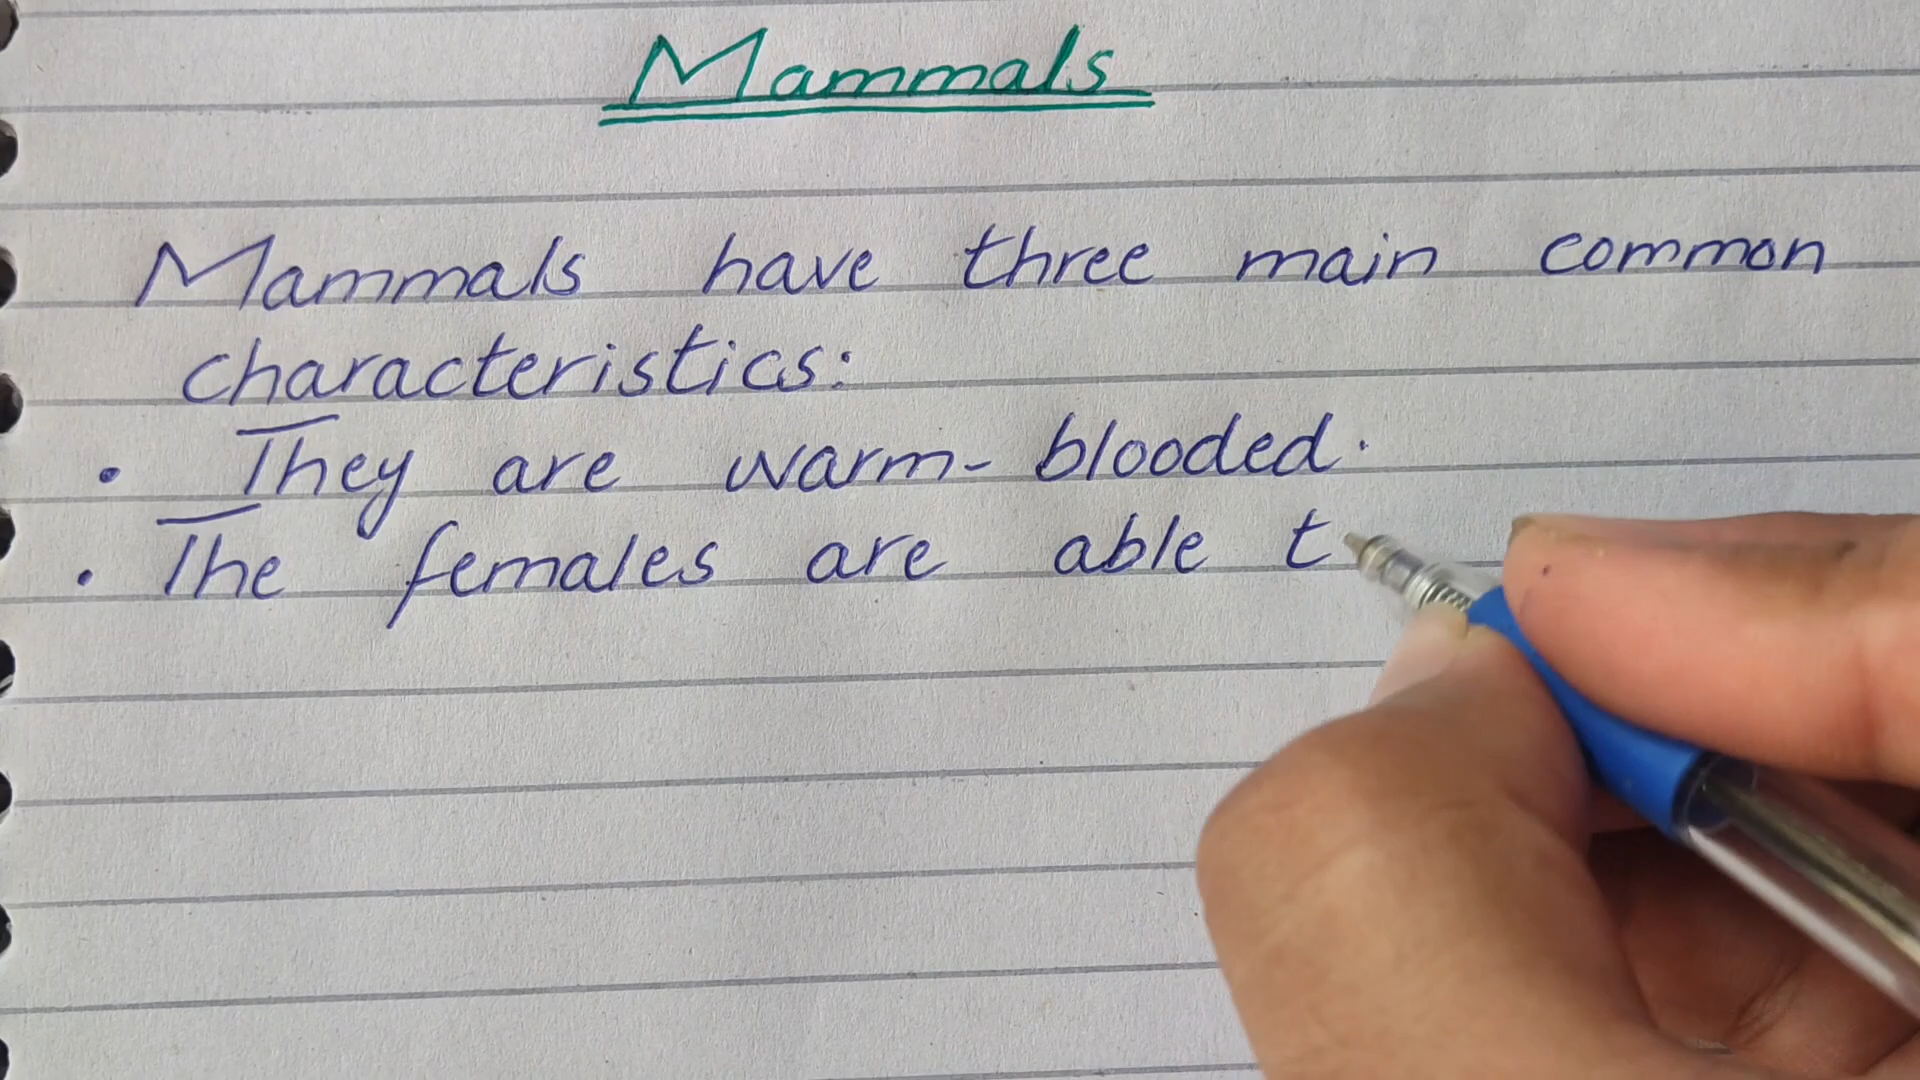 Mammals
Mammals have three main common
characteristics:
• They are warm-blooded.
• The females are able t